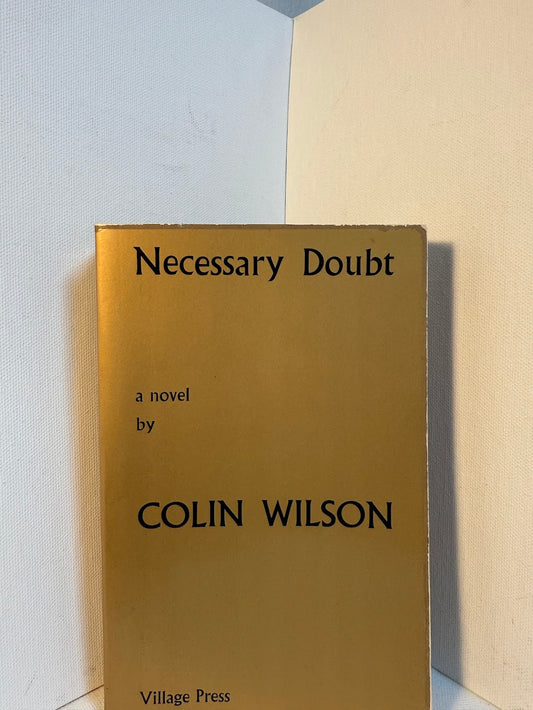 Necessary Doubt
a novel
by
COLIN WILSON
Village Press